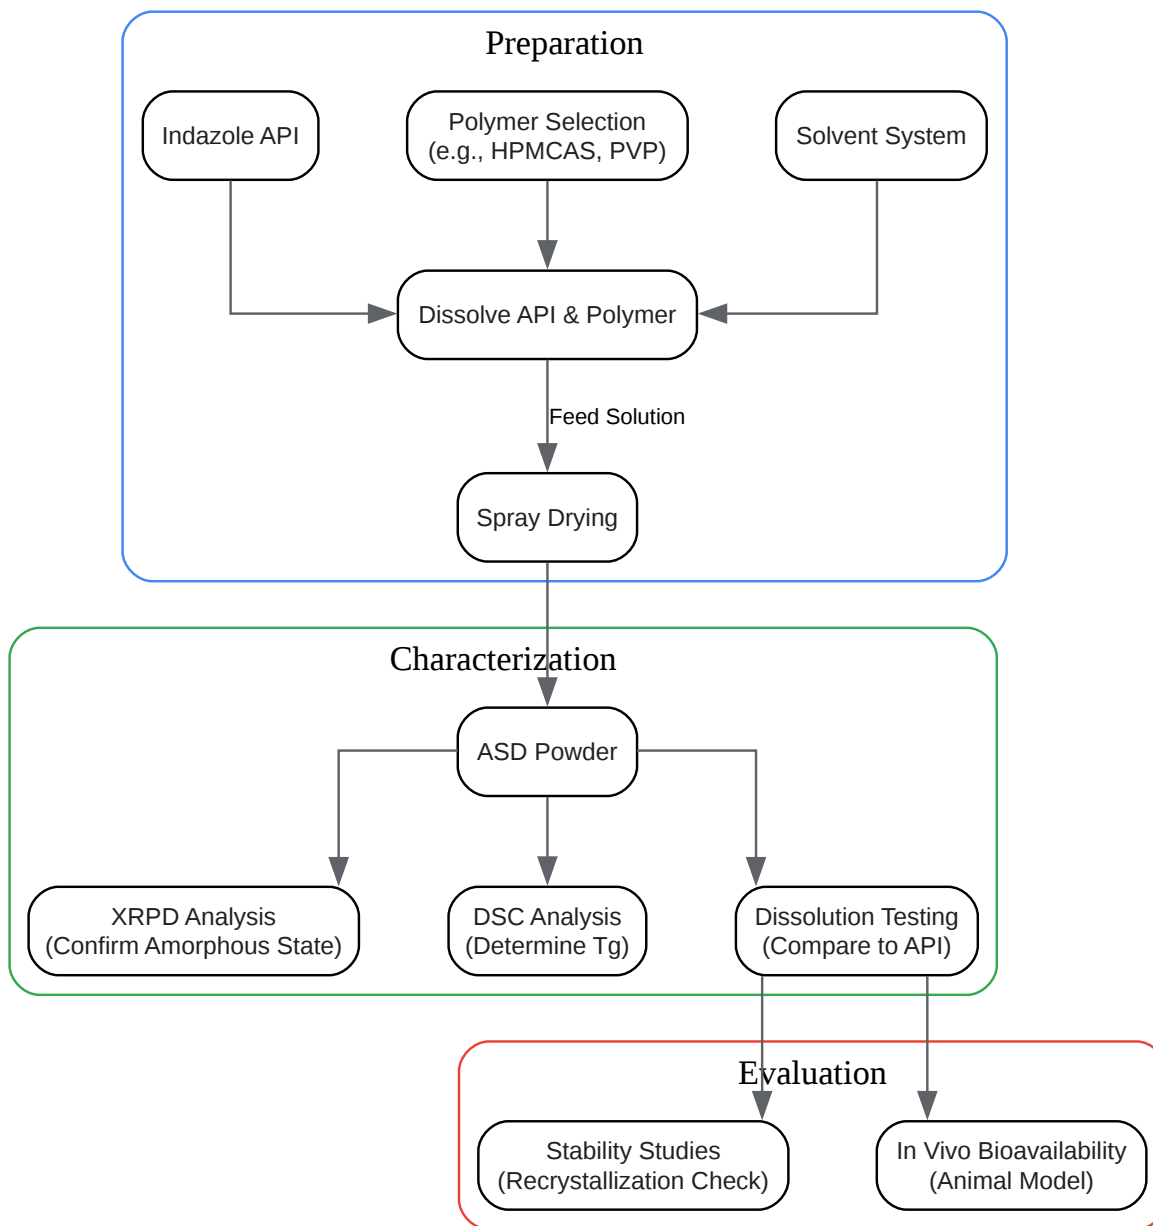 Preparation
Indazole API
Polymer Selection
(e.g., HPMCAS, PVP)
Solvent System
Dissolve API & Polymer
Feed Solution
Spray Drying
Characterization
ASD Powder
XRPD Analysis
(Confirm Amorphous State)
DSC Analysis
(Determine Tg)
Dissolution Testing
(Compare to API)
Evaluation
Stability Studies
(Recrystallization Check)
In Vivo Bioavailability
(Animal Model)